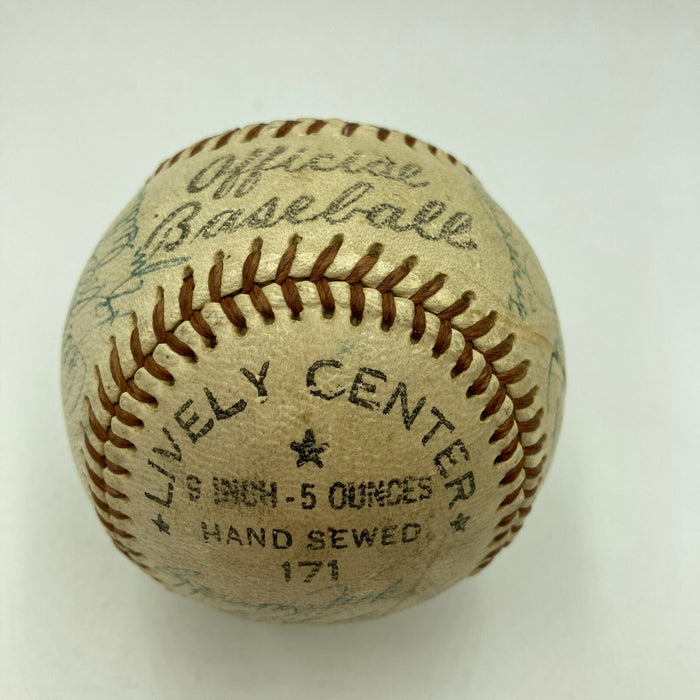 Official
Baseball
LIVELY CENTER
9 INCH - 5 OUNCES
HAND SEWED
171